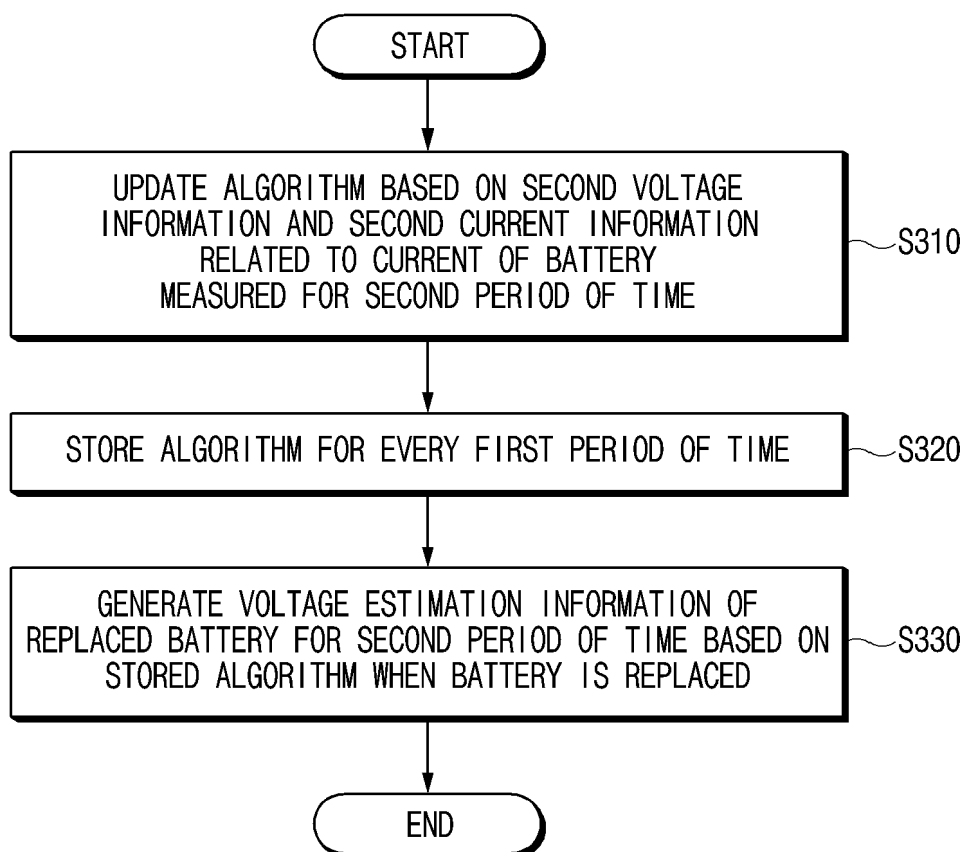 START
UPDATE ALGORITHM BASED ON SECOND VOLTAGE
INFORMATION AND SECOND CURRENT INFORMATION
RELATED TO CURRENT OF BATTERY
MEASURED FOR SECOND PERIOD OF TIME
S310
STORE ALGORITHM FOR EVERY FIRST PERIOD OF TIME
S320
GENERATE VOLTAGE ESTIMATION INFORMATION OF
REPLACED BATTERY FOR SECOND PERIOD OF TIME BASED ON
STORED ALGORITHM WHEN BATTERY IS REPLACED
S330
END